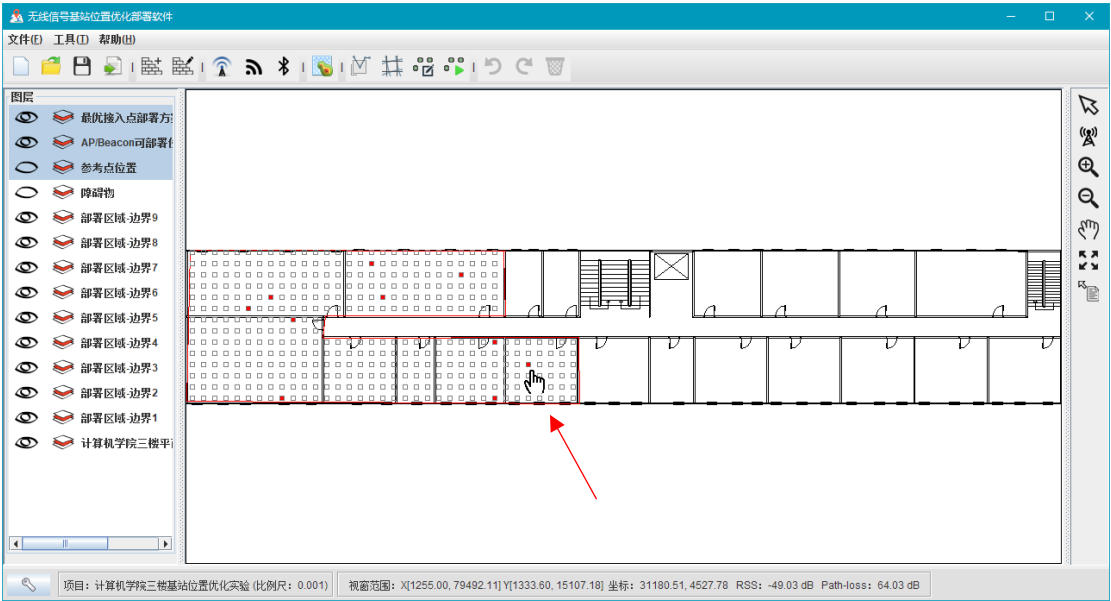 无线信号基站位置优化部署软件
文件(F) 工具(T) 帮助(H)
图层
最优接入点部署方
AP/Beacon可部署
参考点位置
障碍物
部署区域-边界9
部署区域-边界8
部署区域-边界7
部署区域-边界6
部署区域-边界5
部署区域-边界4
部署区域-边界3
部署区域-边界2
部署区域-边界1
计算机学院三楼平
项目：计算机学院三楼基站位置优化实验 (比例尺：0.001) 视窗范围：X[1255.00, 79492.11] Y[1333.60, 15107.18] 坐标：31180.51, 4527.78 RSS：-49.03 dB Path-loss：64.03 dB